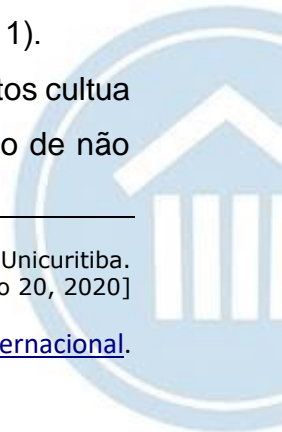 1).
tos cultua
o de não
Unicuritiba.
o 20, 2020]
ernacional.